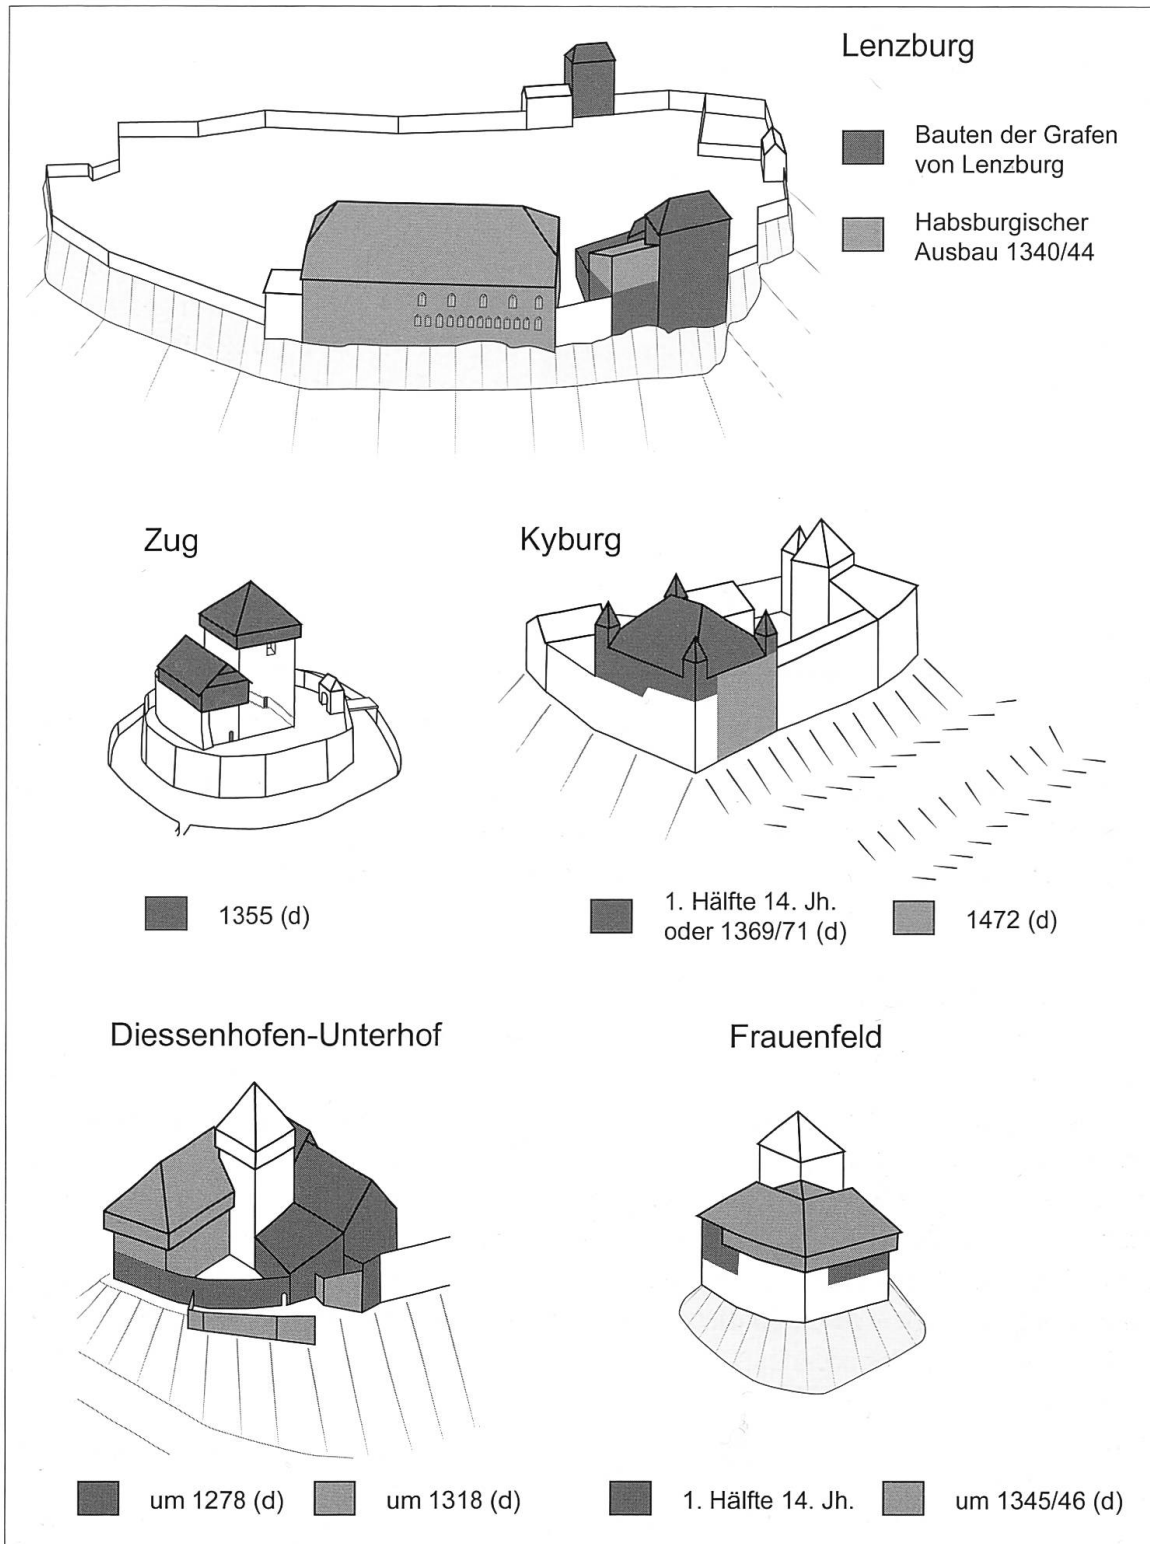 Lenzburg
Bauten der Grafen
von Lenzburg
Habsburgischer
Ausbau 1340/44
Zug
Kyburg
1355 (d)
1. Hälfte 14. Jh.
oder 1369/71 (d)
1472 (d)
Diessenhofen-Unterhof
Frauenfeld
um 1278 (d)
um 1318 (d)
1. Hälfte 14. Jh.
um 1345/46 (d)